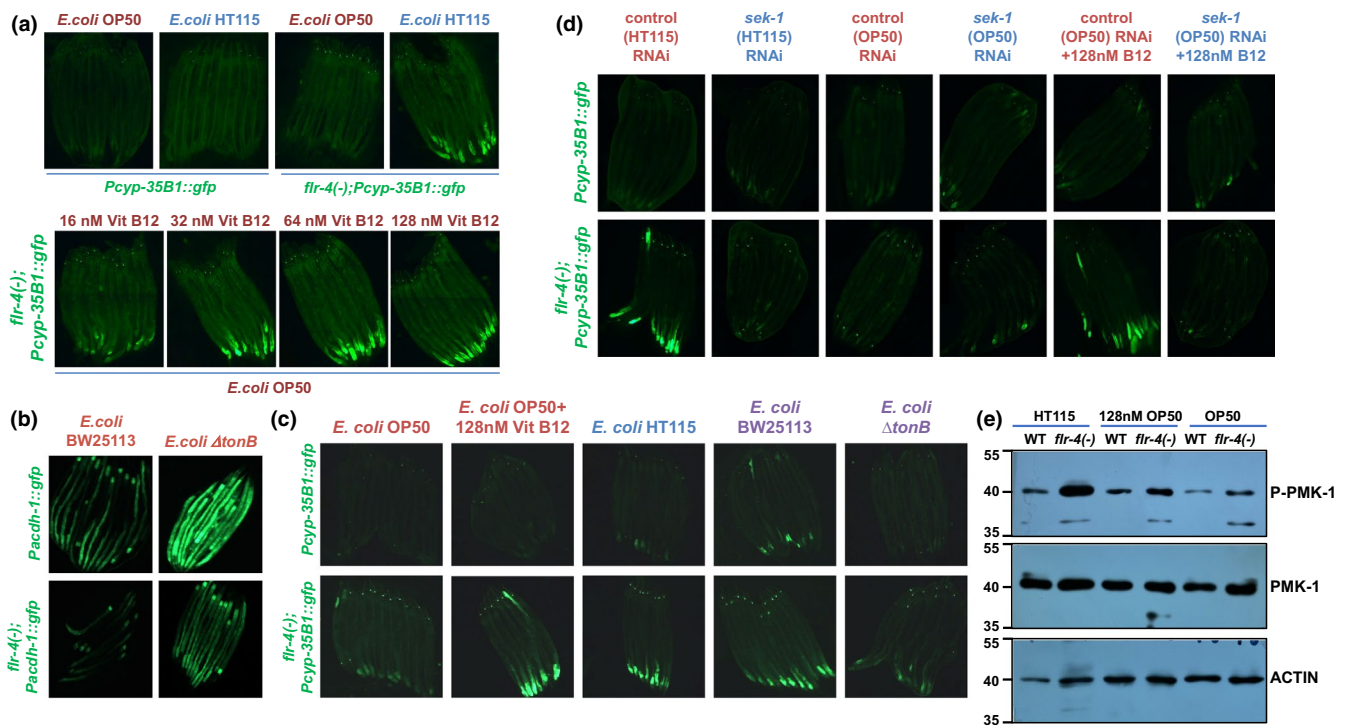 (a)
E.coli OP50 E.coli HT115 E.coli OP50 E.coli HT115
Pcyp-35B1::gfp flr-4(-);Pcyp-35B1::gfp
16 nM Vit B12 32 nM Vit B12 64 nM Vit B12 128 nM Vit B12
flr-4(-);
Pcyp-35B1::gfp
E.coli OP50
(b)
E.coli
BW25113
E.coli ΔtonB
Pacdh-1::gfp
flr-4(-);
Pacdh-1::gfp
(c)
E. coli OP50
E. coli OP50+
128nM Vit B12
E. coli HT115
E. coli
BW25113
E. coli
ΔtonB
Pcyp-35B1::gfp
flr-4(-);
Pcyp-35B1::gfp
(d)
control
(HT115)
RNAi
sek-1
(HT115)
RNAi
control
(OP50)
RNAi
sek-1
(OP50)
RNAi
control
(OP50) RNAi
+128nM B12
sek-1
(OP50) RNAi
+128nM B12
Pcyp-35B1::gfp
flr-4(-);
Pcyp-35B1::gfp
(e)
HT115 128nM OP50 OP50
WT flr-4(-) WT flr-4(-) WT flr-4(-)
55
40
35
P-PMK-1
55
40
35
PMK-1
55
40
35
ACTIN